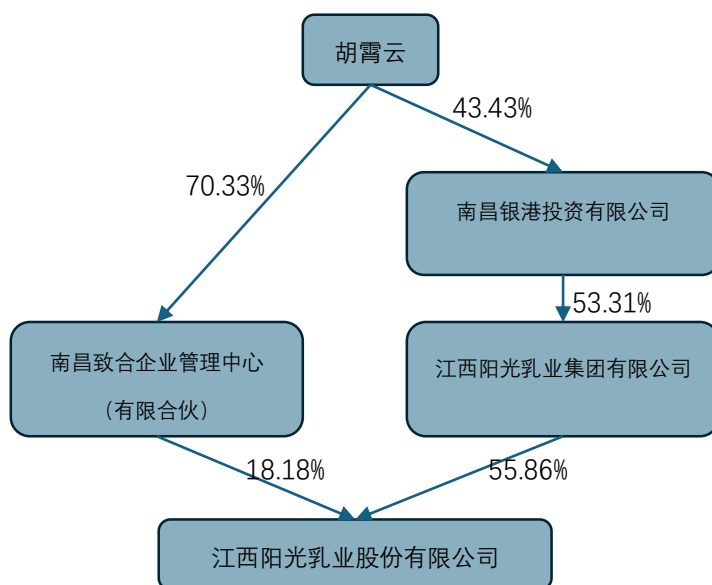 胡霄云
43.43%
70.33%
南昌银港投资有限公司
53.31%
南昌致合企业管理中心
（有限合伙）
江西阳光乳业集团有限公司
18.18%
55.86%
江西阳光乳业股份有限公司